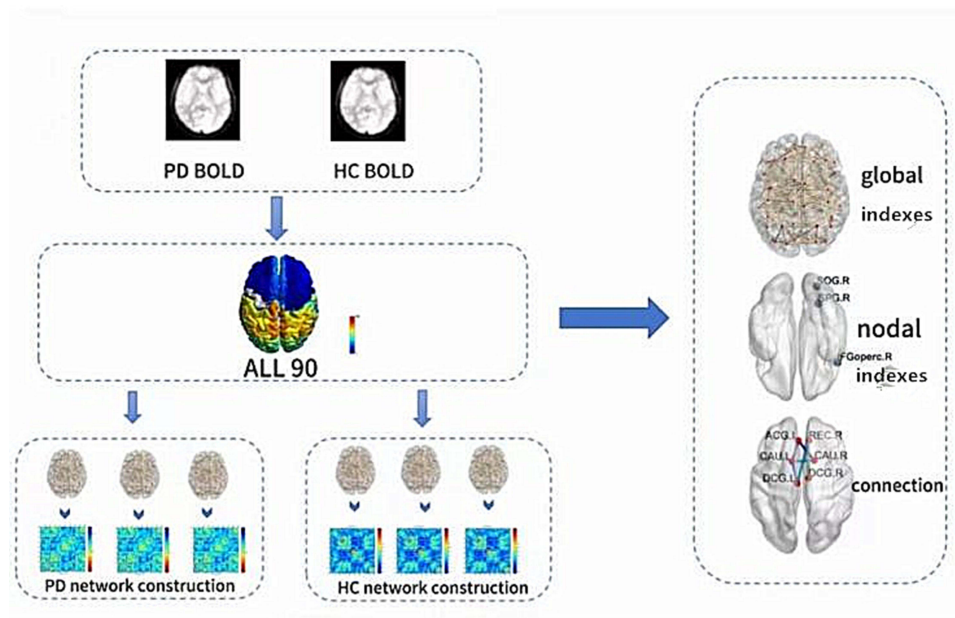 PD BOLD
HC BOLD
ALL 90
PD network construction
HC network construction
global
indexes
SOG.R
SPG.R
nodal
FGoperc.R
indexes
ACG.L REC.R
CAU.L CAU.R
DCG.L DCG.R
connection